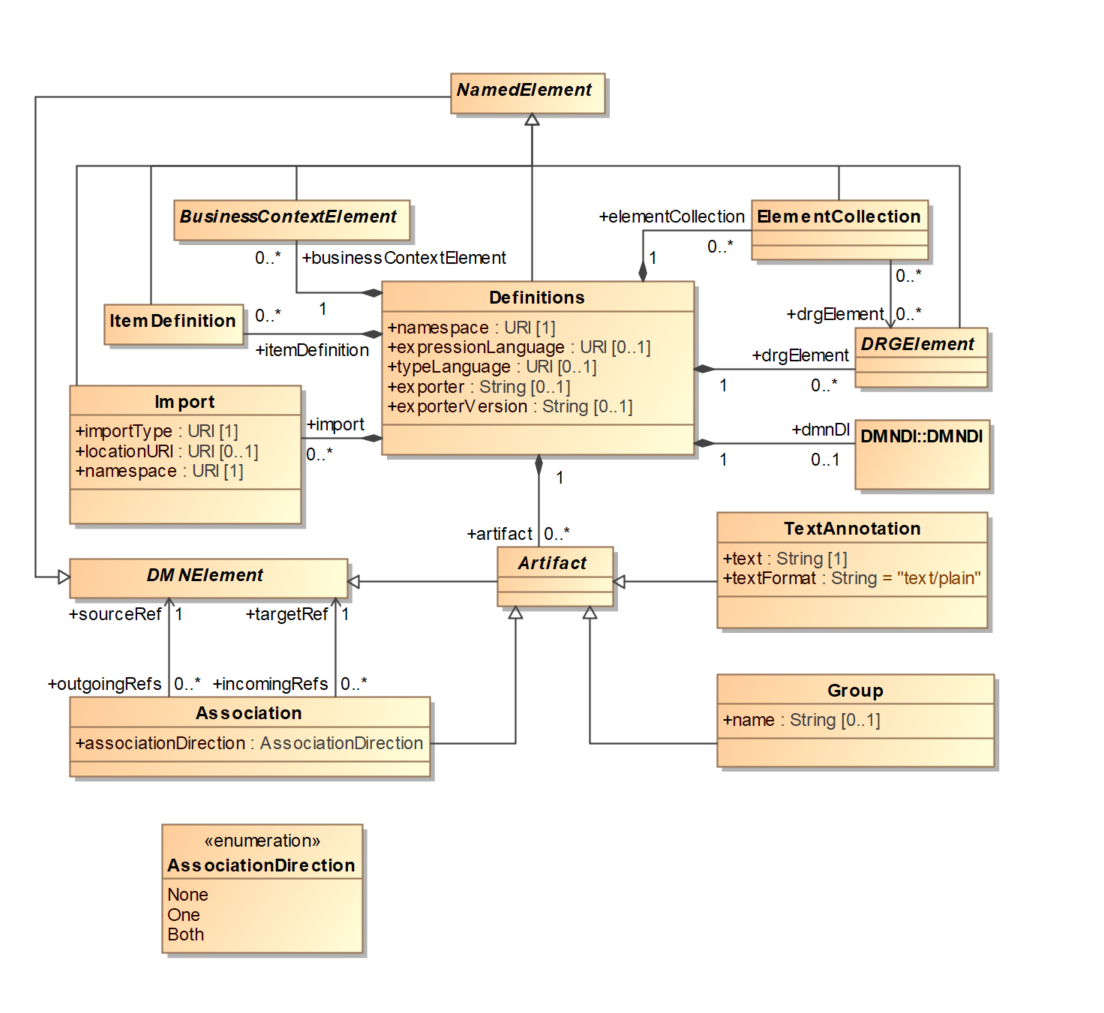 NamedElement
BusinessContextElement
0..*
+businessContextElement
1
+elementCollection
0..*
1
ElementCollection
0..*
+drgElement
0..*
ItemDefinition
0..*
+itemDefinition
Definitions
+namespace : URI [1]
+expressionLanguage : URI [0..1]
+typeLanguage : URI [0..1]
+exporter : String [0..1]
+exporterVersion : String [0..1]
+drgElement
1
0..*
DRGElement
Import
+importType : URI [1]
+locationURI : URI [0..1]
+namespace : URI [1]
+import
0..*
+dmnDI
1
0..1
DMNDI::DMNDI
1
+artifact
0..*
Artifact
TextAnnotation
+text : String [1]
+textFormat : String = "text/plain"
DMNElement
+sourceRef
1
+targetRef
1
+outgoingRefs
0..*
+incomingRefs
0..*
Association
+associationDirection : AssociationDirection
Group
+name : String [0..1]
«enumeration»
AssociationDirection
None
One
Both